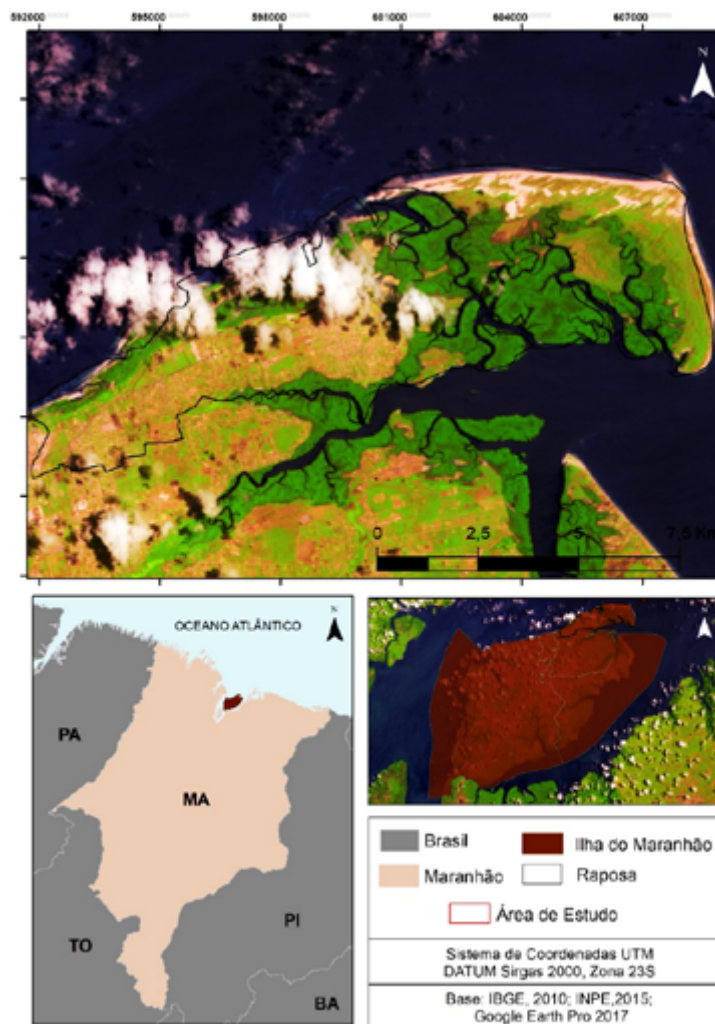 592000 595000 598000 601000 604000 607000
N
0 2,5 5 7,5 Km
OCEANO ATLÂNTICO
N
PA
MA
TO
PI
BA
N
Brasil
Ilha do Maranhão
Maranhão
Raposa
Área de Estudo
Sistema de Coordenadas UTM
DATUM Sirgas 2000, Zona 23S
Base: IBGE, 2010; INPE,2015;
Google Earth Pro 2017